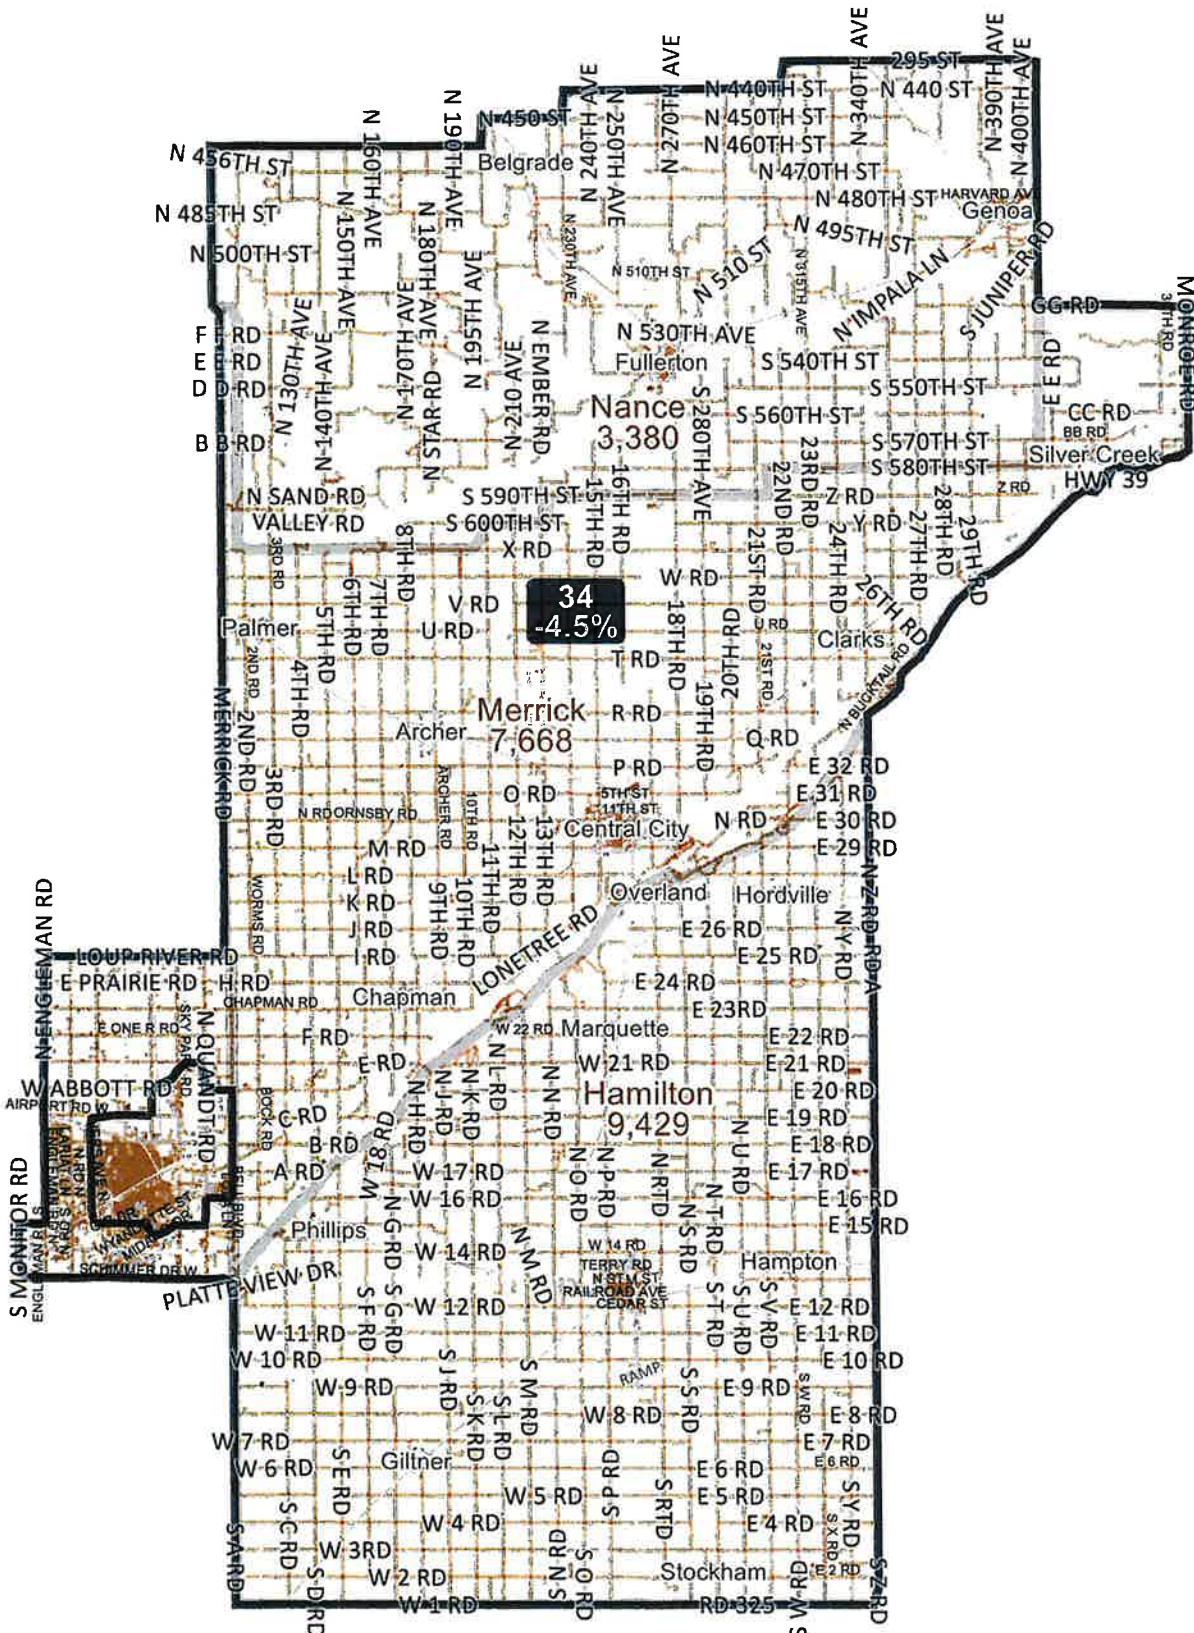 N 340TH AVE
N 390TH AVE
N 400TH AVE
295 ST
N 270TH AVE
N 240TH AVE
N 250TH AVE
N 440TH ST
N 440 ST
N 190TH AVE
N 450 ST
N 450TH ST
N 160TH AVE
N 460TH ST
N 456TH ST
Belgrade
N 470TH ST
N 480TH ST
HARVARD AV
Genoa
N 485TH ST
N 150TH AVE
N 180TH AVE
N 230TH AVE
N 495TH ST
N 500TH ST
N 195TH AVE
N 510TH ST
N 510 ST
N 315TH AVE
N IMPALA LN
S JUNIPER RD
GG RD
MONROE RD
N 130TH AVE
N 170TH AVE
F F RD
N 140TH AVE
N STAR RD
N 210 AVE
N EMBER RD
N 530TH AVE
Fullerton
E E RD
S 540TH ST
D D RD
S 550TH ST
E E RD
Nance
3,380
S 280TH AVE
S 560TH ST
CC RD
BB RD
B B RD
S 570TH ST
Silver Creek
S 580TH ST
HWY 39
N SAND RD
S 590TH ST
15TH RD
16TH RD
22ND RD
23RD RD
Z RD
Z RD
VALLEY RD
S 600TH ST
Y RD
27TH RD
28TH RD
29TH RD
3RD RD
8TH RD
X RD
21ST RD
24TH RD
W RD
26TH RD
34
-4.5%
5TH RD
6TH RD
7TH RD
V RD
18TH RD
20TH RD
U RD
Palmer
U RD
Clarks
2ND RD
4TH RD
T RD
21ST RD
N BUCKTAIL RD
MERRICK RD
2ND RD
Merrick
7,668
R RD
19TH RD
Archer
Q RD
P RD
E 32 RD
3RD RD
ARCHER RD
10TH RD
O RD
5TH ST
11TH ST
E 31 RD
N RD ORNSBY RD
12TH RD
13TH RD
Central City
N RD
E 30 RD
M RD
E 29 RD
L RD
11TH RD
WORMS RD
K RD
9TH RD
10TH RD
Overland
Hordville
N Z RD
RD A
J RD
LONETREE RD
E 26 RD
N Y RD
N ENGLEMAN RD
LOUP RIVER RD
I RD
E 25 RD
E PRAIRIE RD
H RD
E 24 RD
CHAPMAN RD
Chapman
E 23RD
E ONE R RD
SKY PARK RD
N QUANDT RD
F RD
W 22 RD
Marquette
E 22 RD
E RD
N L RD
W 21 RD
E 21 RD
W ABBOTT RD
N H RD
N J RD
N K RD
N N RD
Hamilton
9,429
E 20 RD
AIRPORT RD W
BOCK RD
C RD
W 18 RD
E 19 RD
B RD
N U RD
E 18 RD
A RD
W 17 RD
N O RD
N P RD
N RTD
E 17 RD
S MONITOR RD
W 16 RD
N T RD
E 16 RD
N G RD
N S RD
E 15 RD
Phillips
W 14 RD
N M RD
W 14 RD
TERRY RD
N STM ST
RAILROAD AVE
CEDAR ST
Hampton
SCHIMMER DR W
PLATTE VIEW DR
S F RD
S G RD
W 12 RD
S T RD
S U RD
S V RD
E 12 RD
W 11 RD
E 11 RD
W 10 RD
S J RD
S M RD
RAMP
E 10 RD
W 9 RD
S K RD
S L RD
S S RD
E 9 RD
S W RD
W 8 RD
E 8 RD
W 7 RD
E 7 RD
Giltner
S E RD
W 6 RD
S P RD
E 6 RD
E 6 RD
W 5 RD
S RTD
E 5 RD
S Y RD
S C RD
W 4 RD
E 4 RD
S X RD
S A RD
W 3RD
S N RD
S O RD
S D RD
W 2 RD
Stockham
E 2 RD
S W RD
S Z RD
W 1 RD
RD 325